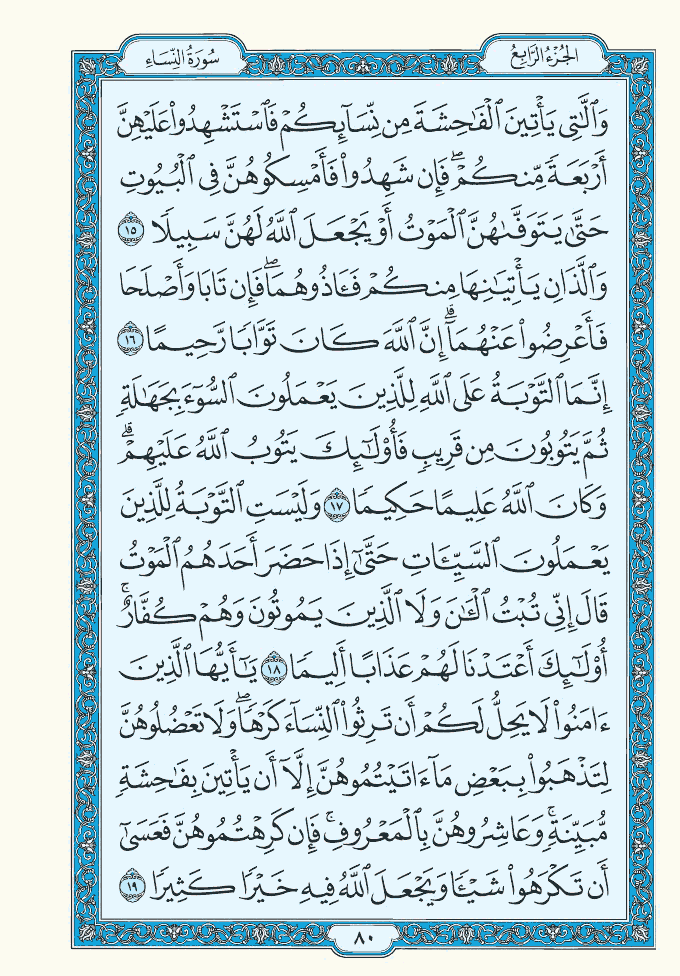 الجُزْءُ الرَّابِعُ
سُورَةُ النِّسَاءِ
وَٱلَّٰتِي يَأۡتِينَ ٱلۡفَٰحِشَةَ مِن نِّسَآئِكُمۡ فَٱسۡتَشۡهِدُواْ عَلَيۡهِنَّ
أَرۡبَعَةٗ مِّنكُمۡۖ فَإِن شَهِدُواْ فَأَمۡسِكُوهُنَّ فِي ٱلۡبُيُوتِ
حَتَّىٰ يَتَوَفَّىٰهُنَّ ٱلۡمَوۡتُ أَوۡ يَجۡعَلَ ٱللَّهُ لَهُنَّ سَبِيلٗا ١٥
وَٱلَّذَانِ يَأۡتِيَٰنِهَا مِنكُمۡ فَـَٔاذُوهُمَاۖ فَإِن تَابَا وَأَصۡلَحَا
فَأَعۡرِضُواْ عَنۡهُمَآۗ إِنَّ ٱللَّهَ كَانَ تَوَّابٗا رَّحِيمًا ١٦
إِنَّمَا ٱلتَّوۡبَةُ عَلَى ٱللَّهِ لِلَّذِينَ يَعۡمَلُونَ ٱلسُّوٓءَ بِجَهَٰلَةٖ
ثُمَّ يَتُوبُونَ مِن قَرِيبٖ فَأُوْلَٰٓئِكَ يَتُوبُ ٱللَّهُ عَلَيۡهِمۡۗ
وَكَانَ ٱللَّهُ عَلِيمًا حَكِيمٗا ١٧ وَلَيۡسَتِ ٱلتَّوۡبَةُ لِلَّذِينَ
يَعۡمَلُونَ ٱلسَّيِّـَٔاتِ حَتَّىٰٓ إِذَا حَضَرَ أَحَدَهُمُ ٱلۡمَوۡتُ
قَالَ إِنِّي تُبۡتُ ٱلۡـَٰٔنَ وَلَا ٱلَّذِينَ يَمُوتُونَ وَهُمۡ كُفَّارٌۚ
أُوْلَٰٓئِكَ أَعۡتَدۡنَا لَهُمۡ عَذَابًا أَلِيمٗا ١٨ يَٰٓأَيُّهَا ٱلَّذِينَ
ءَامَنُواْ لَا يَحِلُّ لَكُمۡ أَن تَرِثُواْ ٱلنِّسَآءَ كَرۡهٗاۖ وَلَا تَعۡضُلُوهُنَّ
لِتَذۡهَبُواْ بِبَعۡضِ مَآ ءَاتَيۡتُمُوهُنَّ إِلَّآ أَن يَأۡتِينَ بِفَٰحِشَةٖ
مُّبَيِّنَةٖۚ وَعَاشِرُوهُنَّ بِٱلۡمَعۡرُوفِۚ فَإِن كَرِهۡتُمُوهُنَّ فَعَسَىٰٓ
أَن تَكۡرَهُواْ شَيۡـٔٗا وَيَجۡعَلَ ٱللَّهُ فِيهِ خَيۡرٗا كَثِيرٗا ١٩
٨٠